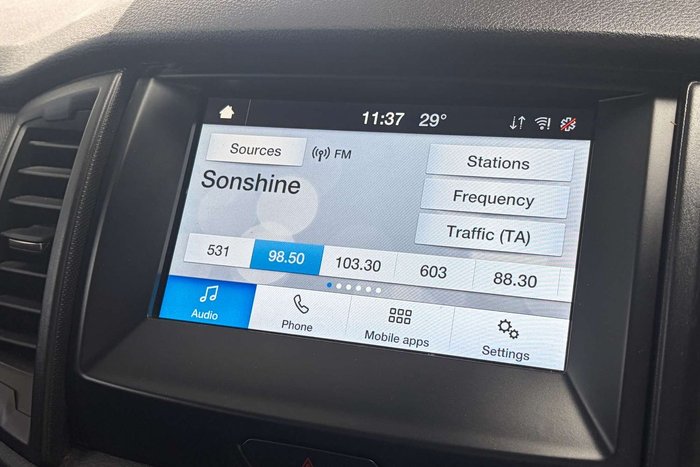 11:37 29°
Sources FM
Stations
Sonshine
Frequency
Traffic (TA)
531 98.50 103.30 603 88.30
Audio Phone Mobile apps Settings